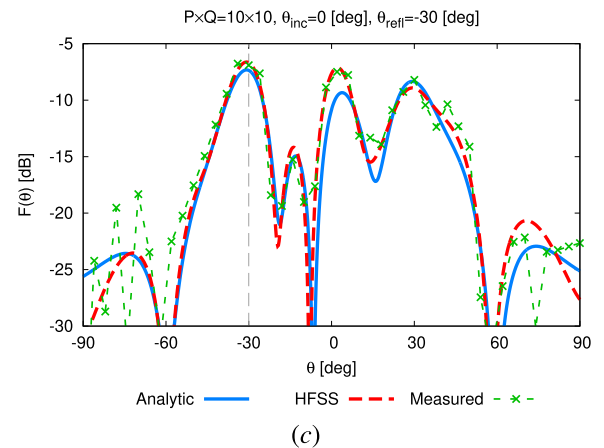 P×Q=10×10, θinc=0 [deg], θrefl=-30 [deg]
-5
-10
-15
-20
-25
-30
F(θ) [dB]
-90 -60 -30 0 30 60 90
θ [deg]
Analytic HFSS Measured
(c)